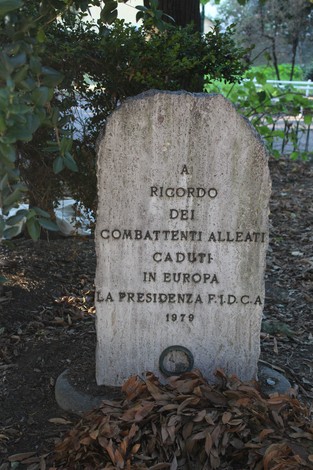 A
RICORDO
DEI
COMBATTENTI ALLEATI
CADUTI
IN EUROPA
LA PRESIDENZA F.I.D.C.A.
1979